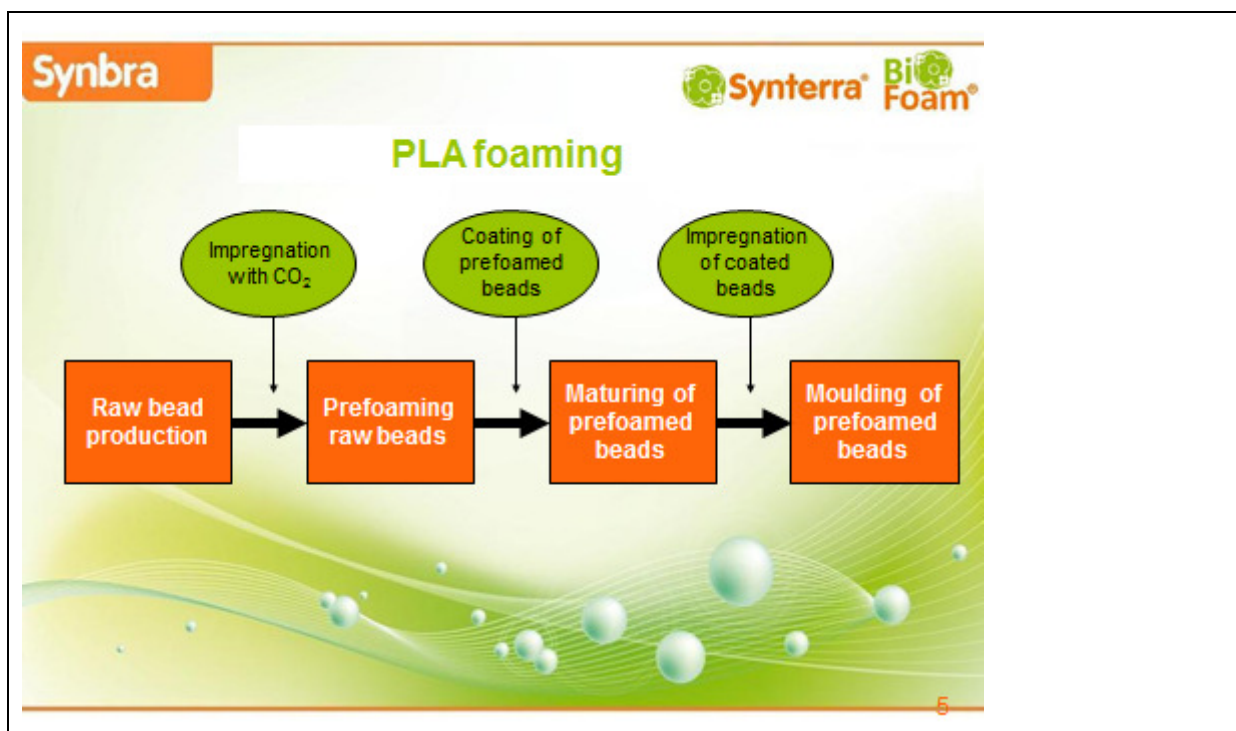 Synbra
Synterra®
Bi
Foam®
PLA foaming
Impregnation
with CO₂
Coating of
prefoamed
beads
Impregnation
of coated
beads
Raw bead
production
Prefoaming
raw beads
Maturing of
prefoamed
beads
Moulding of
prefoamed
beads
5